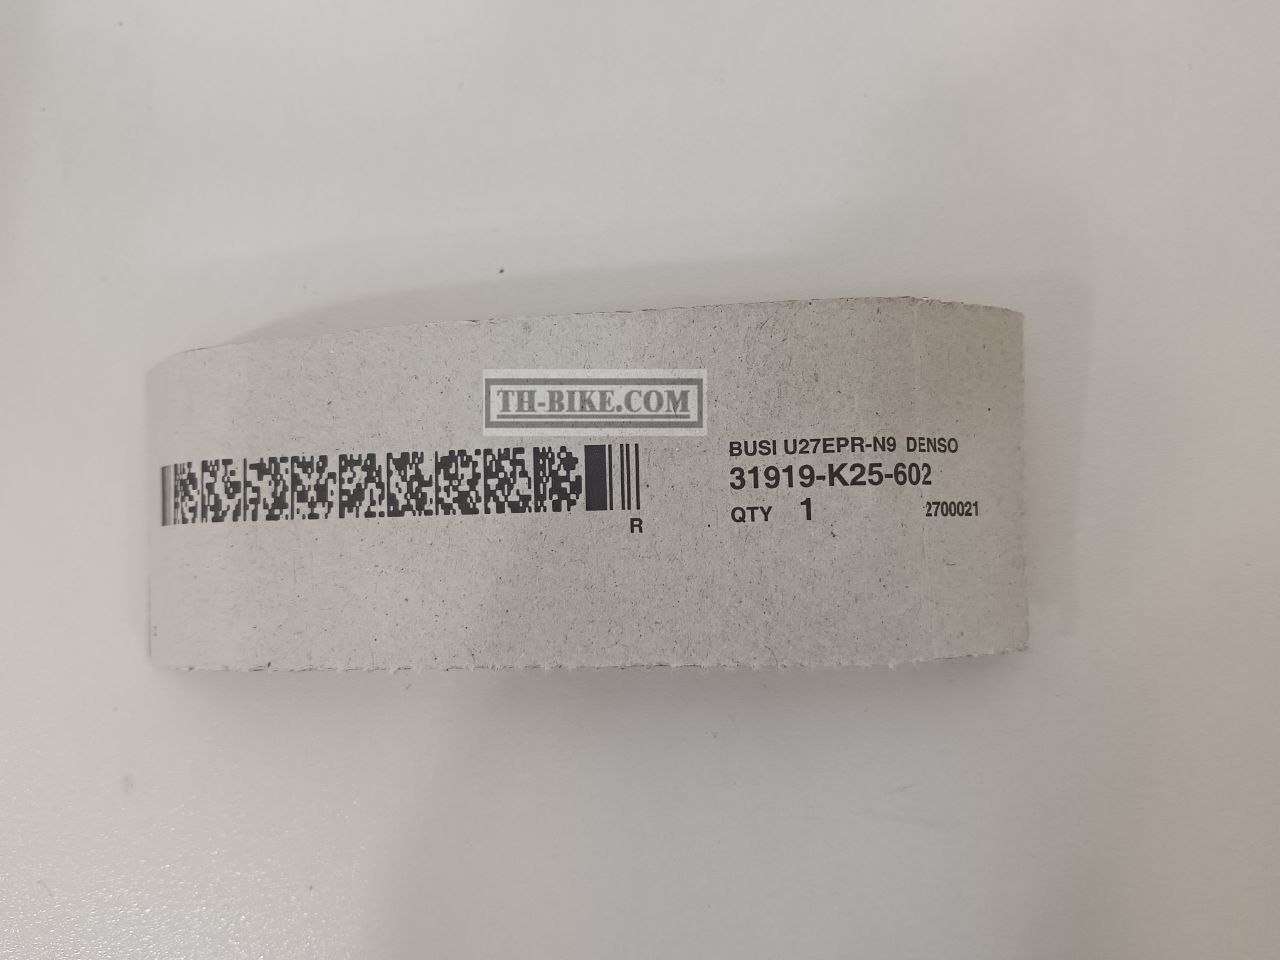 TH-BIKE.COM
BUSI U27EPR-N9 DENSO
31919-K25-602
QTY 1 2700021
R